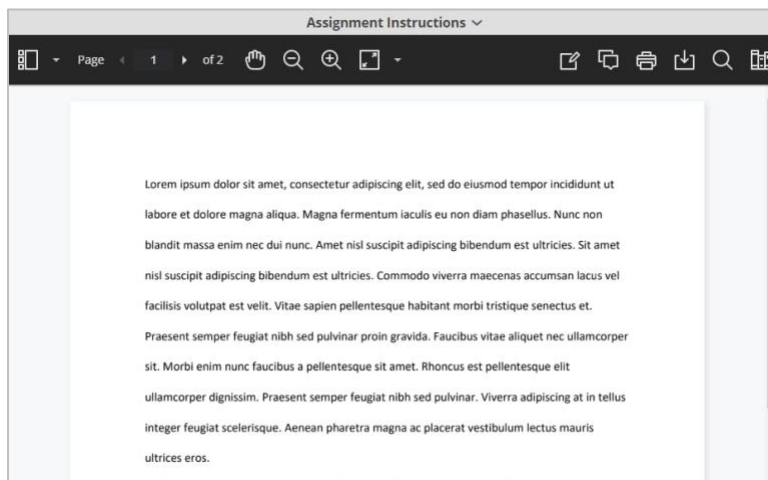 Assignment Instructions
Page 1 of 2
Lorem ipsum dolor sit amet, consectetur adipiscing elit, sed do eiusmod tempor incididunt ut
labore et dolore magna aliqua. Magna fermentum iaculis eu non diam phasellus. Nunc non
blandit massa enim nec dui nunc. Amet nisl suscipit adipiscing bibendum est ultricies. Sit amet
nisl suscipit adipiscing bibendum est ultricies. Commodo viverra maecenas accumsan lacus vel
facilisis volutpat est velit. Vitae sapien pellentesque habitant morbi tristique senectus et.
Praesent semper feugiat nibh sed pulvinar proin gravida. Faucibus vitae aliquet nec ullamcorper
sit. Morbi enim nunc faucibus a pellentesque sit amet. Rhoncus est pellentesque elit
ullamcorper dignissim. Praesent semper feugiat nibh sed pulvinar. Viverra adipiscing at in tellus
integer feugiat scelerisque. Aenean pharetra magna ac placerat vestibulum lectus mauris
ultrices eros.